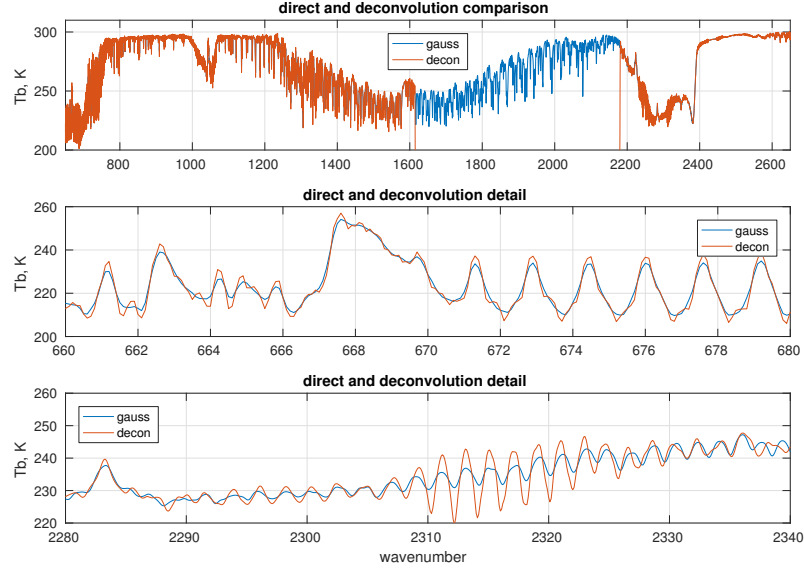 direct and deconvolution comparison
300
250
200
Tb, K
gauss
decon
800 1000 1200 1400 1600 1800 2000 2200 2400 2600
direct and deconvolution detail
260
240
220
200
Tb, K
gauss
decon
660 662 664 666 668 670 672 674 676 678 680
direct and deconvolution detail
260
250
240
230
220
Tb, K
gauss
decon
2280 2290 2300 2310 2320 2330 2340
wavenumber